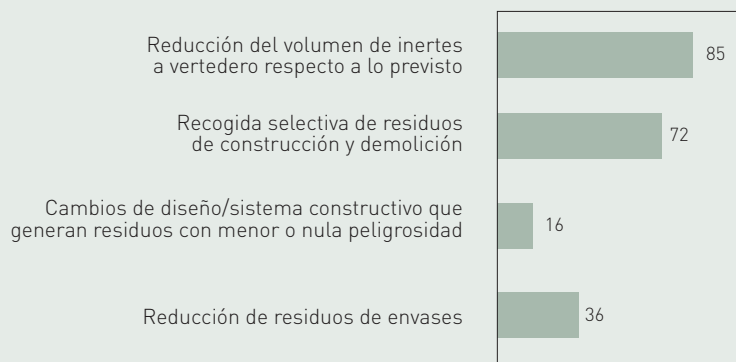 Reducción del volumen de inertes
a vertedero respecto a lo previsto
85
Recogida selectiva de residuos
de construcción y demolición
72
Cambios de diseño/sistema constructivo que
generan residuos con menor o nula peligrosidad
16
Reducción de residuos de envases
36